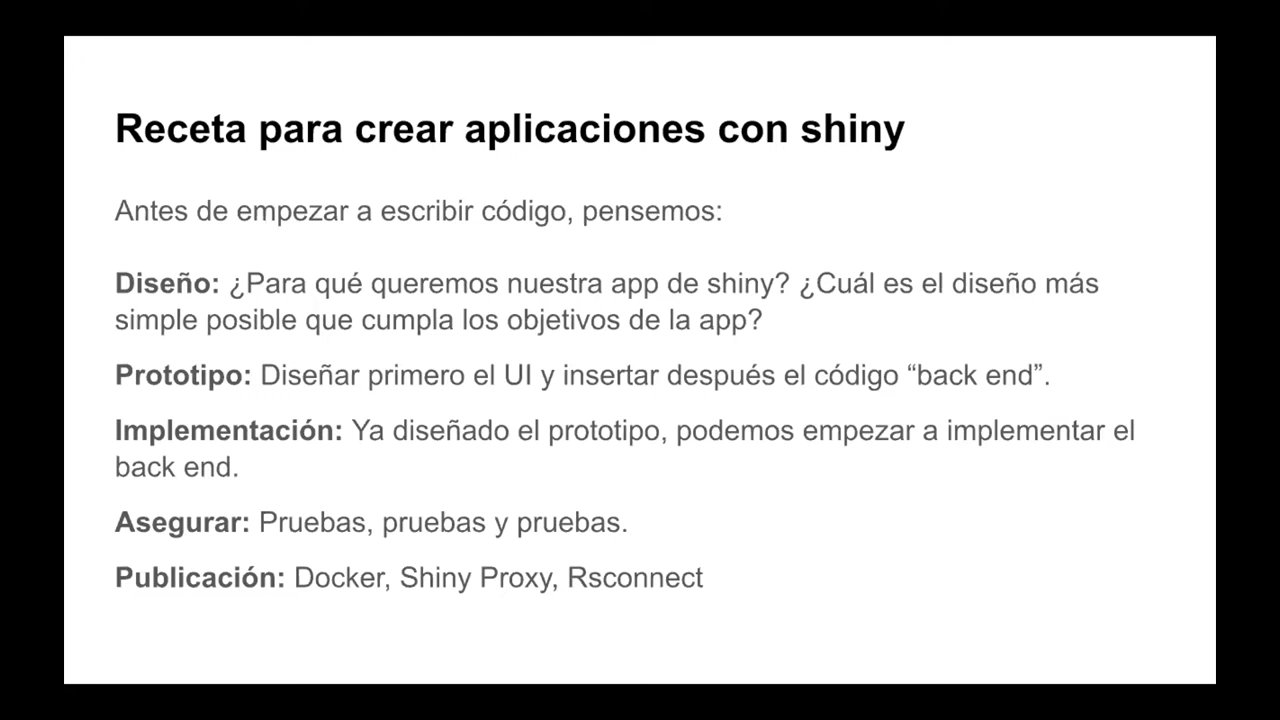 Receta para crear aplicaciones con shiny
Antes de empezar a escribir código, pensemos:
Diseño: ¿Para qué queremos nuestra app de shiny? ¿Cuál es el diseño más
simple posible que cumpla los objetivos de la app?
Prototipo: Diseñar primero el UI y insertar después el código “back end”.
Implementación: Ya diseñado el prototipo, podemos empezar a implementar el
back end.
Asegurar: Pruebas, pruebas y pruebas.
Publicación: Docker, Shiny Proxy, Rsconnect